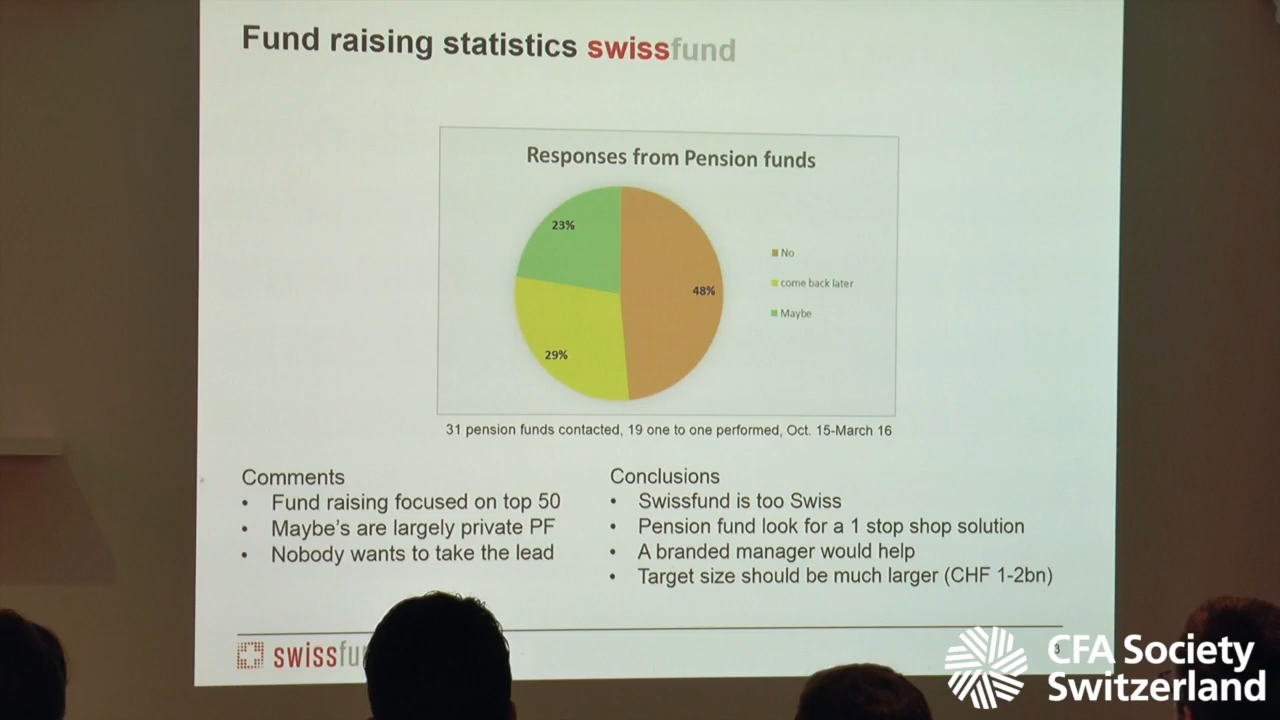 Fund raising statistics swissfund
Responses from Pension funds
23%
48%
29%
No
come back later
Maybe
31 pension funds contacted, 19 one to one performed, Oct. 15-March 16
Comments
• Fund raising focused on top 50
• Maybe's are largely private PF
• Nobody wants to take the lead
Conclusions
• Swissfund is too Swiss
• Pension fund look for a 1 stop shop solution
• A branded manager would help
• Target size should be much larger (CHF 1-2bn)
swissfu
3
CFA Society
Switzerland